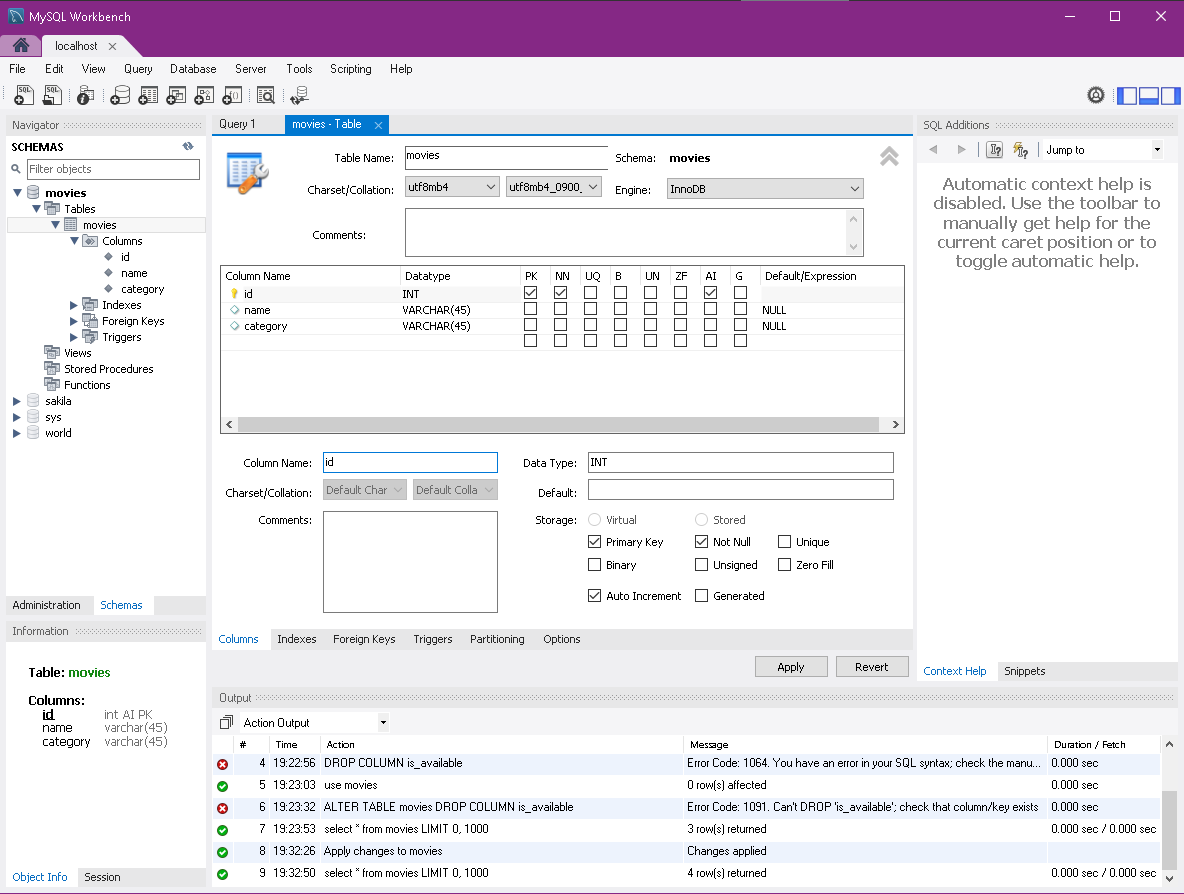 MySQL Workbench
localhost
File Edit View Query Database Server Tools Scripting Help
Navigator
SCHEMAS
Filter objects
movies
Tables
movies
Columns
id
name
category
Indexes
Foreign Keys
Triggers
Views
Stored Procedures
Functions
sakila
sys
world
Administration Schemas
Information
Table: movies
Columns:
id int AI PK
name varchar(45)
category varchar(45)
Object Info Session
Query 1 movies - Table
Table Name: movies Schema: movies
Charset/Collation: utf8mb4 utf8mb4_0900_ Engine: InnoDB
Comments:
Column Name Datatype PK NN UQ B UN ZF AI G Default/Expression
id INT
name VARCHAR(45) NULL
category VARCHAR(45) NULL
Column Name: id Data Type: INT
Charset/Collation: Default Char Default Colla Default:
Comments: Storage: Virtual Stored
Primary Key Not Null Unique
Binary Unsigned Zero Fill
Auto Increment Generated
Columns Indexes Foreign Keys Triggers Partitioning Options
Apply Revert
SQL Additions
Jump to
Automatic context help is
disabled. Use the toolbar to
manually get help for the
current caret position or to
toggle automatic help.
Context Help Snippets
Output
Action Output
# Time Action Message Duration / Fetch
4 19:22:56 DROP COLUMN is_available Error Code: 1064. You have an error in your SQL syntax; check the manu... 0.000 sec
5 19:23:03 use movies 0 row(s) affected 0.000 sec
6 19:23:32 ALTER TABLE movies DROP COLUMN is_available Error Code: 1091. Can't DROP 'is_available'; check that column/key exists 0.000 sec
7 19:23:53 select * from movies LIMIT 0, 1000 3 row(s) returned 0.000 sec / 0.000 sec
8 19:32:26 Apply changes to movies Changes applied
9 19:32:50 select * from movies LIMIT 0, 1000 4 row(s) returned 0.000 sec / 0.000 sec